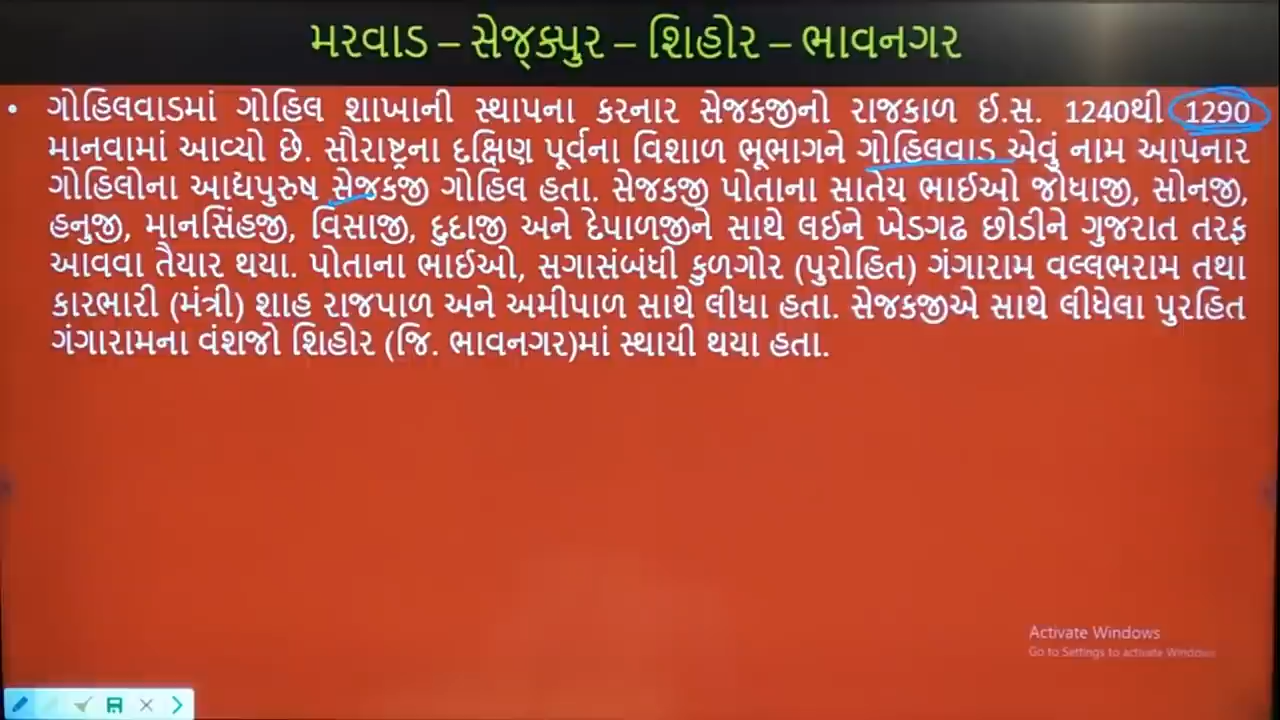 મરવાડ – સેજ્ક્પુર – શિહોર – ભાવનગર
• ગોહિલવાડમાં ગોહિલ શાખાની સ્થાપના કરનાર સેજકજીનો રાજકાળ ઈ.સ. 1240થી 1290
માનવામાં આવ્યો છે. સૌરાષ્ટ્રના દક્ષિણ પૂર્વના વિશાળ ભૂભાગને ગોહિલવાડ એવું નામ આપનાર
ગોહિલોના આદ્યપુરુષ સેજકજી ગોહિલ હતા. સેજકજી પોતાના સાતેય ભાઈઓ જોધાજી, સોનજી,
હનુજી, માનસિંહજી, વિસાજી, દુદાજી અને દેપાળજીને સાથે લઈને ખેડગઢ છોડીને ગુજરાત તરફ
આવવા તૈયાર થયા. પોતાના ભાઈઓ, સગાસંબંધી કુળગોર (પુરોહિત) ગંગારામ વલ્લભરામ તથા
કારભારી (મંત્રી) શાહ રાજપાળ અને અમીપાળ સાથે લીધા હતા. સેજકજીએ સાથે લીધેલા પુરહિત
ગંગારામના વંશજો શિહોર (જિ. ભાવનગર)માં સ્થાયી થયા હતા.
Activate Windows
Go to Settings to activate Windows.